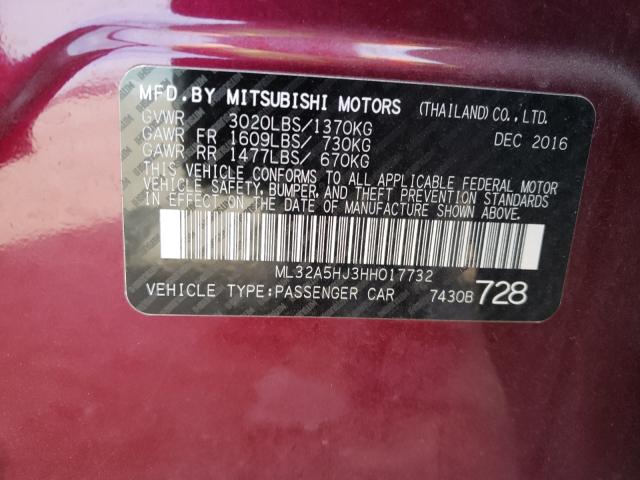 MFD. BY MITSUBISHI MOTORS (THAILAND) CO., LTD.
GVWR 3020LBS/1370KG DEC 2016
GAWR FR 1609LBS/ 730KG
GAWR RR 1477LBS/ 670KG
THIS VEHICLE CONFORMS TO ALL APPLICABLE FEDERAL MOTOR
VEHICLE SAFETY, BUMPER, AND THEFT PREVENTION STANDARDS
IN EFFECT ON THE DATE OF MANUFACTURE SHOWN ABOVE.
ML32A5HJ3HH017732
VEHICLE TYPE:PASSENGER CAR 7430B 728